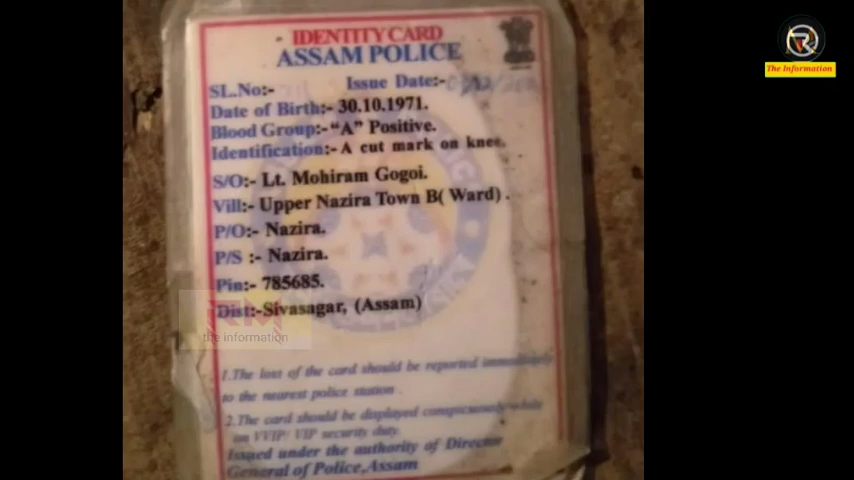 IDENTITY CARD
ASSAM POLICE
SL.No:- Issue Date:-
Date of Birth:- 30.10.1971.
Blood Group:-"A" Positive.
Identification:- A cut mark on knee.
S/O:- Lt. Mohiram Gogoi.
Vill:- Upper Nazira Town B( Ward) .
P/O:- Nazira.
P/S :- Nazira.
Pin:- 785685.
Dist:-Sivasagar, (Assam)
1.The loss of the card should be reported immediately
to the nearest police station .
2.The card should be displayed conspicuously while
on VVIP/ VIP security duty.
Issued under the authority of Director
General of Police,Assam
RM
the information
The Information